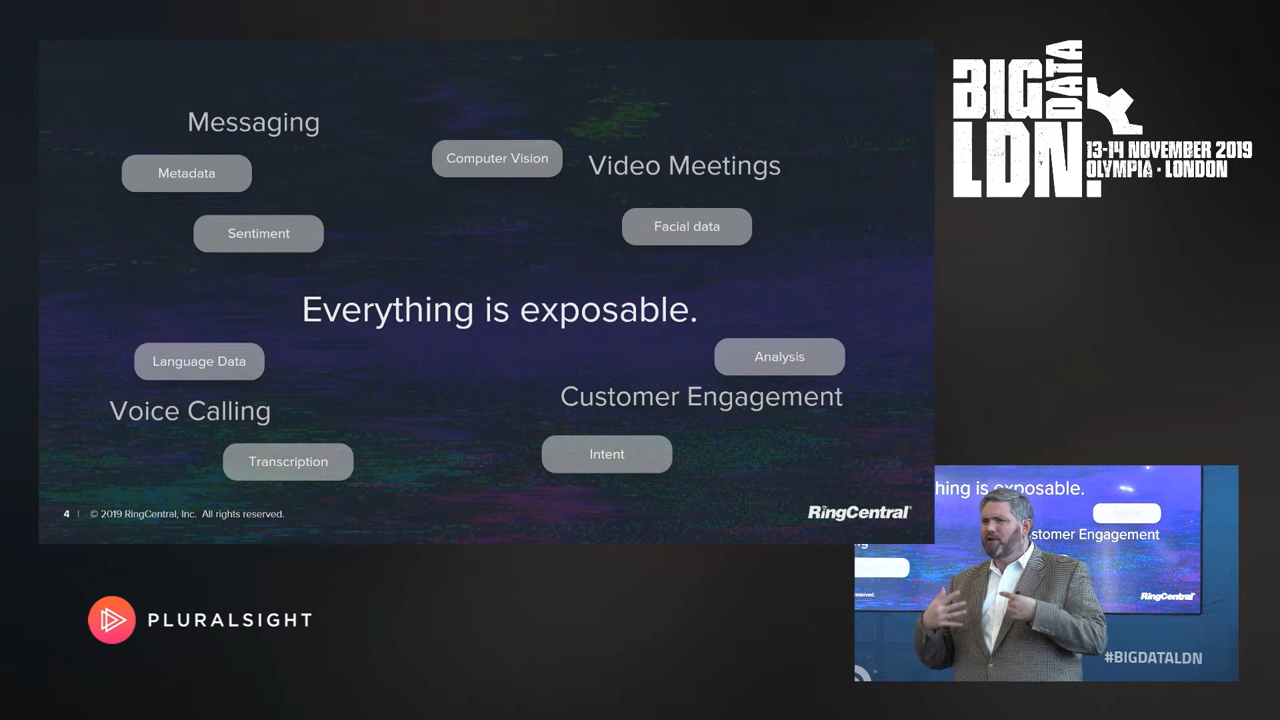 Messaging
Computer Vision
Video Meetings
Metadata
Facial data
Sentiment
Everything is exposable.
Language Data
Analysis
Voice Calling
Customer Engagement
Transcription
Intent
4 | © 2019 RingCentral, Inc. All rights reserved.
RingCentral
BIG
DATA
LDN.
13-14 NOVEMBER 2019
OLYMPIA · LONDON
hing is exposable.
stomer Engagement
RingCentral
#BIGDATALDN
PLURALSIGHT